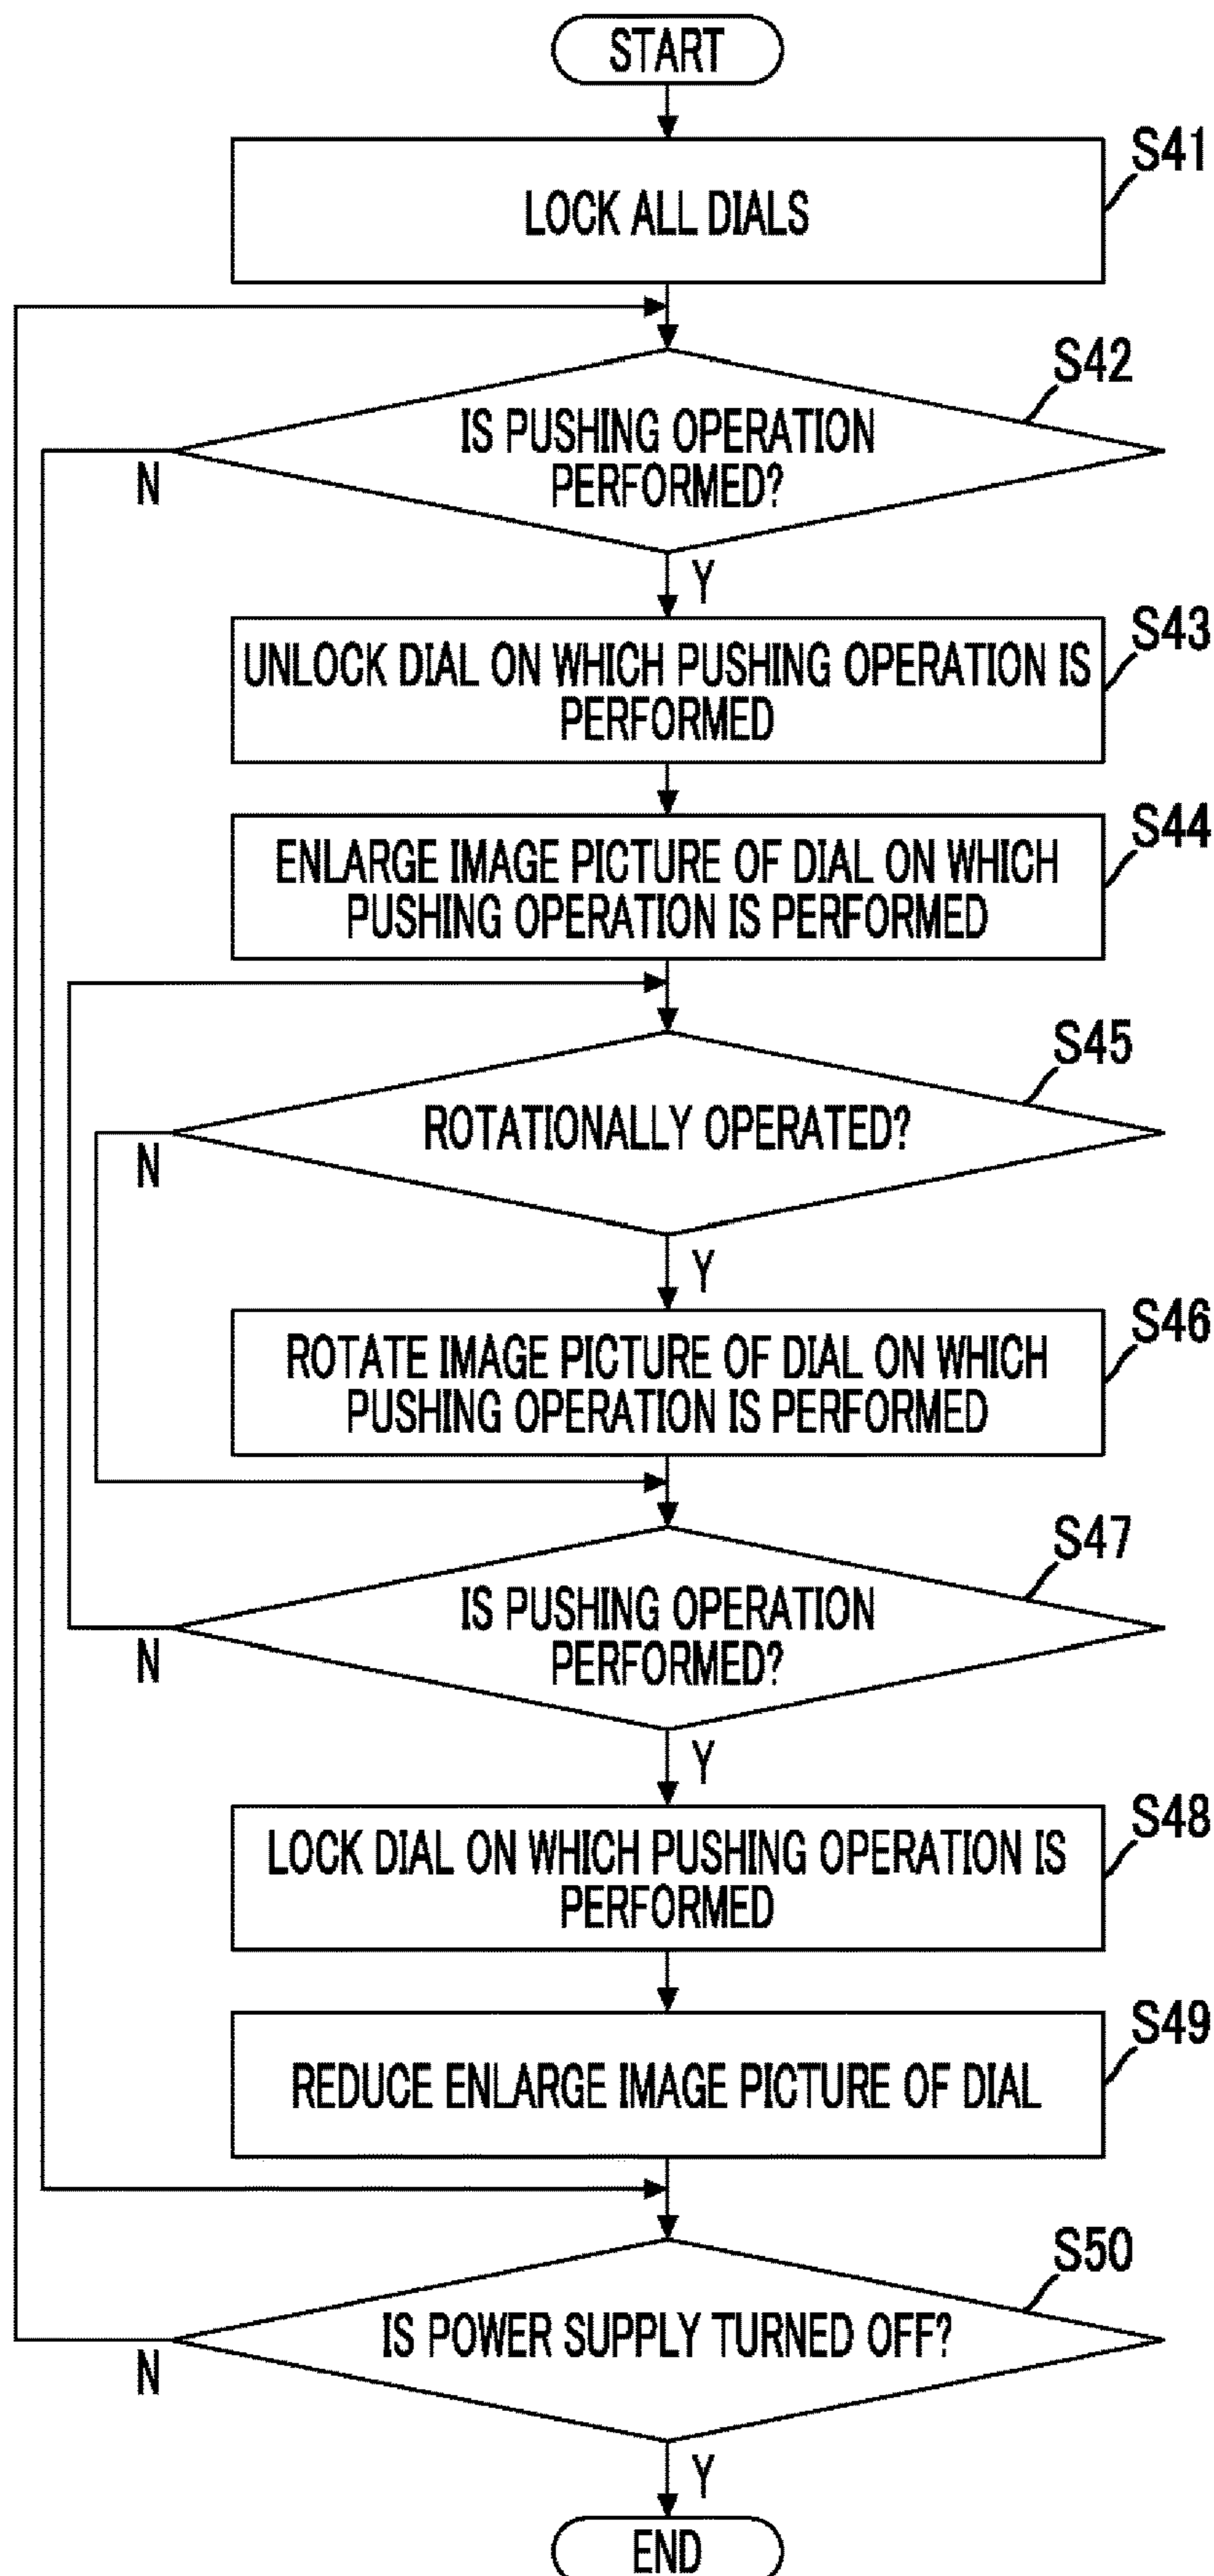 START
S41
LOCK ALL DIALS
S42
IS PUSHING OPERATION
PERFORMED?
N
Y
S43
UNLOCK DIAL ON WHICH PUSHING OPERATION IS
PERFORMED
S44
ENLARGE IMAGE PICTURE OF DIAL ON WHICH
PUSHING OPERATION IS PERFORMED
S45
ROTATIONALLY OPERATED?
N
Y
S46
ROTATE IMAGE PICTURE OF DIAL ON WHICH
PUSHING OPERATION IS PERFORMED
S47
IS PUSHING OPERATION
PERFORMED?
N
Y
S48
LOCK DIAL ON WHICH PUSHING OPERATION IS
PERFORMED
S49
REDUCE ENLARGE IMAGE PICTURE OF DIAL
S50
IS POWER SUPPLY TURNED OFF?
N
Y
END